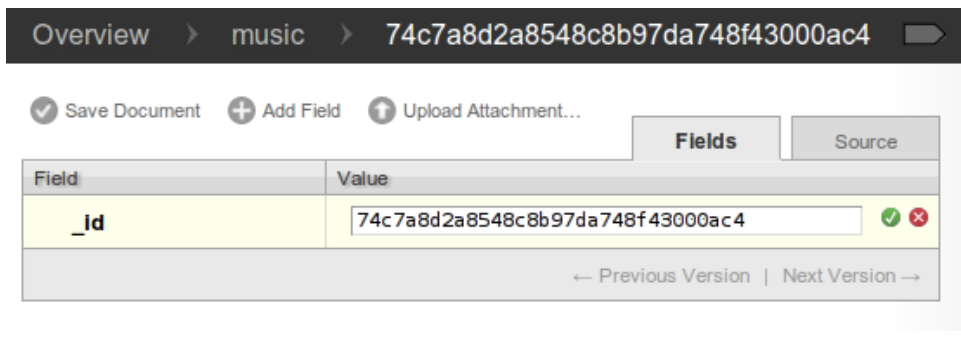 Overview > music > 74c7a8d2a8548c8b97da748f43000ac4
Save Document Add Field Upload Attachment...
Fields Source
Field Value
_id 74c7a8d2a8548c8b97da748f43000ac4
← Previous Version | Next Version →